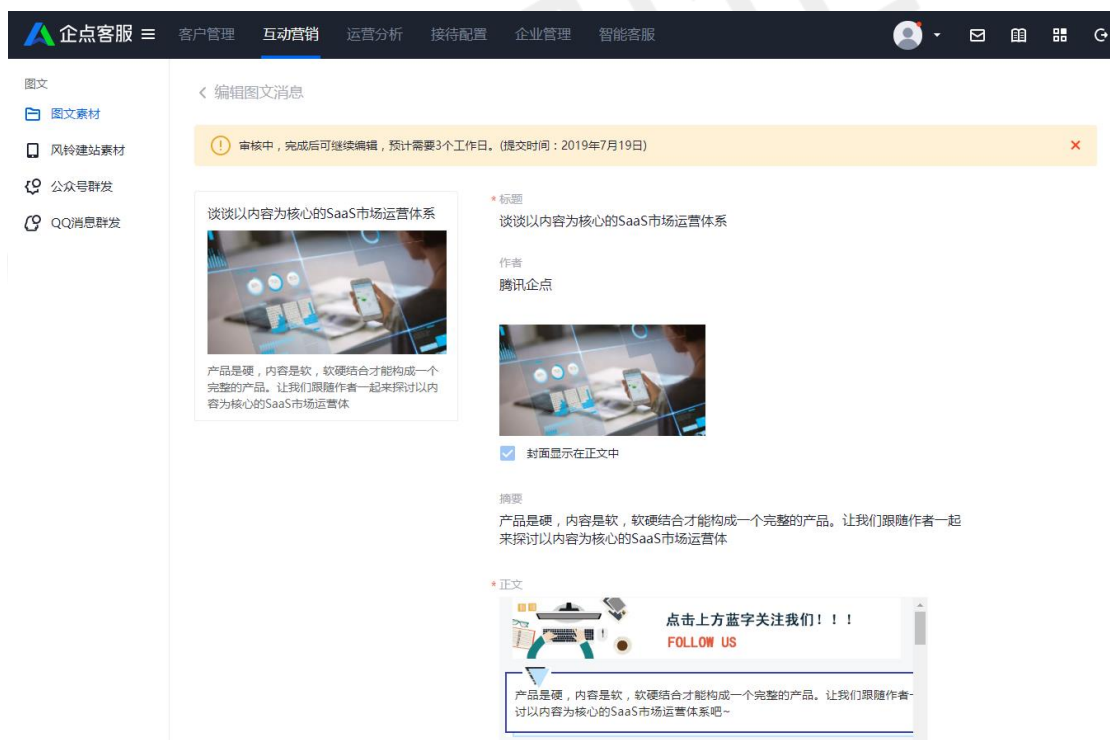 企点客服
客户管理 互动营销 运营分析 接待配置 企业管理 智能客服
图文
图文素材
风铃建站素材
公众号群发
QQ消息群发
编辑图文消息
审核中，完成后可继续编辑，预计需要3个工作日。(提交时间：2019年7月19日)
谈谈以内容为核心的SaaS市场运营体系
产品是硬，内容是软，软硬结合才能构成一个
完整的产品。让我们跟随作者一起来探讨以内
容为核心的SaaS市场运营体
*标题
谈谈以内容为核心的SaaS市场运营体系
作者
腾讯企点
封面显示在正文中
摘要
产品是硬，内容是软，软硬结合才能构成一个完整的产品。让我们跟随作者一起
来探讨以内容为核心的SaaS市场运营体
*正文
点击上方蓝字关注我们！！！
FOLLOW US
产品是硬，内容是软，软硬结合才能构成一个完整的产品。让我们跟随作者一
讨以内容为核心的SaaS市场运营体系吧~